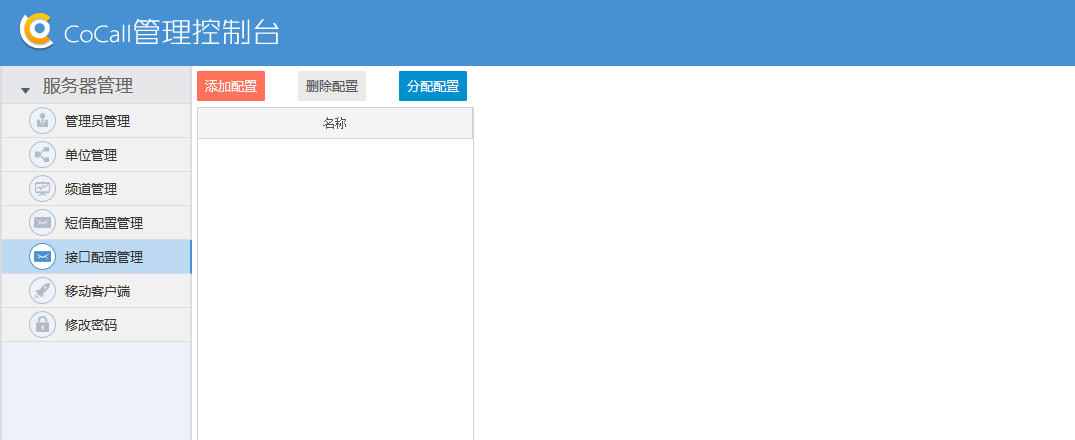 CoCall管理控制台
服务器管理
管理员管理
单位管理
频道管理
短信配置管理
接口配置管理
移动客户端
修改密码
添加配置 删除配置 分配配置
名称